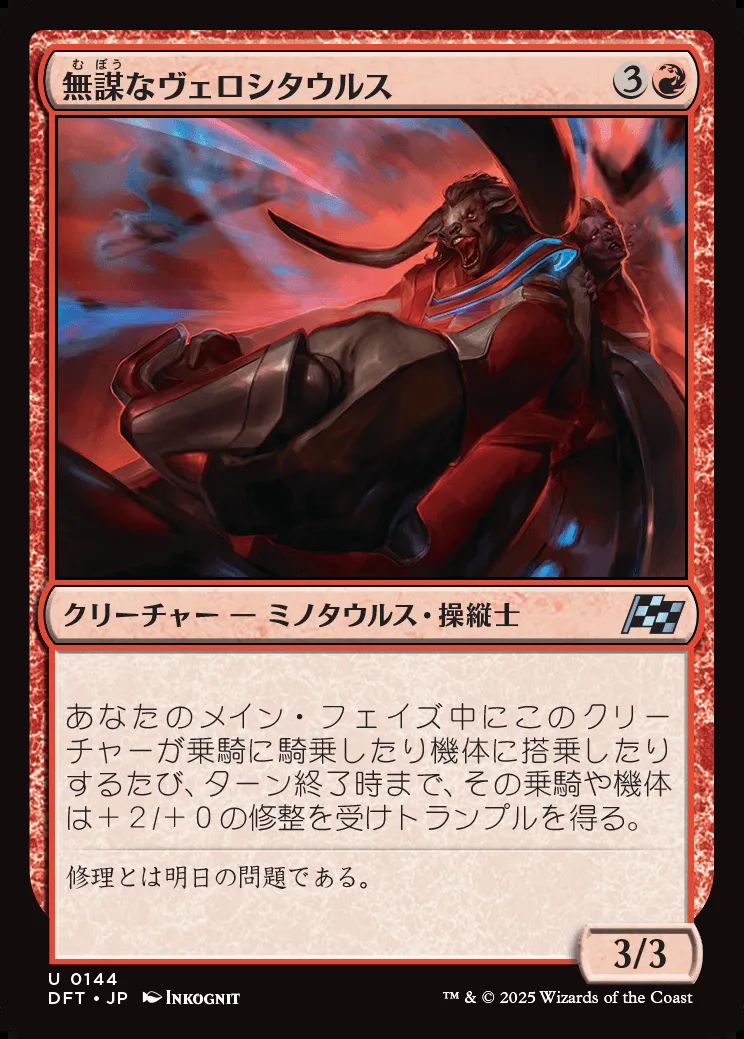 むぼう
無謀なヴェロシタウルス
3
クリーチャー — ミノタウルス・操縦士
あなたのメイン・フェイズ中にこのクリー
チャーが乗騎に騎乗したり機体に搭乗したり
するたび、ターン終了時まで、その乗騎や機体
は＋２/＋０の修整を受けトランプルを得る。
修理とは明日の問題である。
3/3
U 0144
DFT • JP INKOGNIT
™ & © 2025 Wizards of the Coast